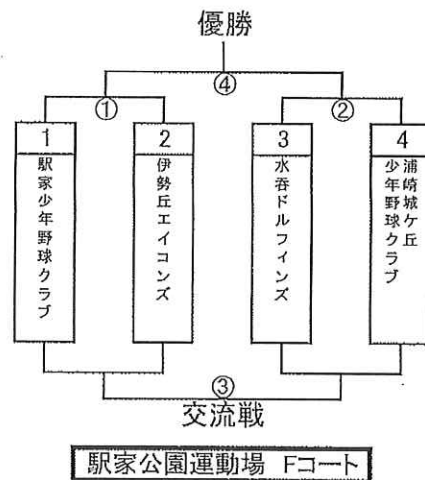 優勝
④
① ②
1 2 3 4
駅家少年野球クラブ
伊勢丘エイコンズ
水呑ドルフィンズ
浦崎城ケ丘
少年野球クラブ
③
交流戦
駅家公園運動場 Fコート